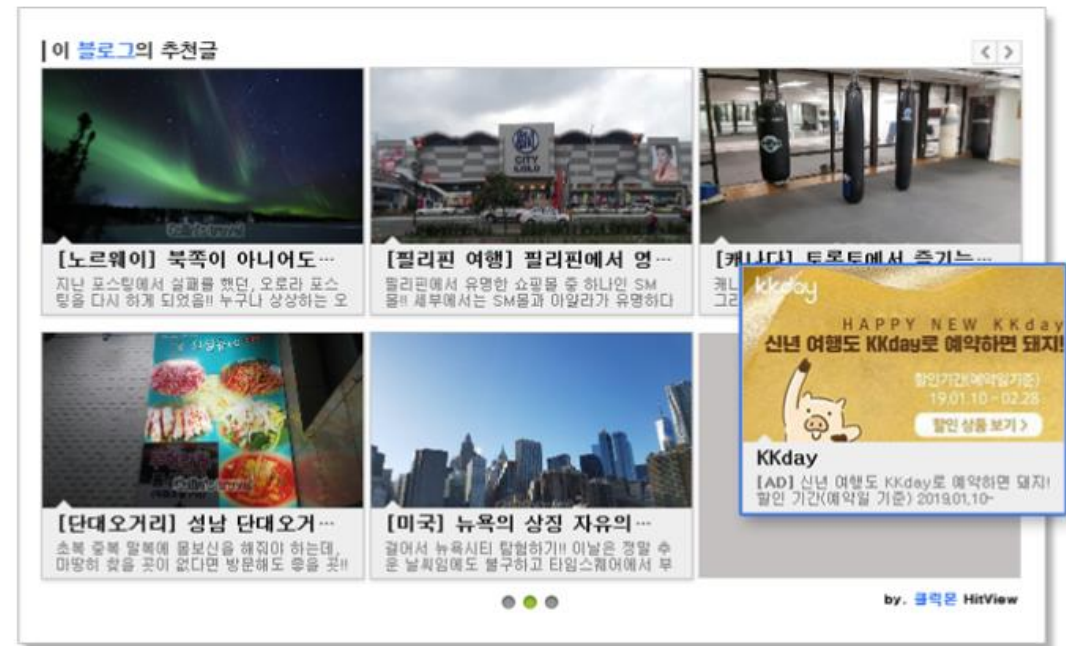 이 블로그의 추천글
[노르웨이] 북쪽이 아니어도…
지난 포스팅에서 실패를 했던, 오로라 포스
팅을 다시 하게 되었음!! 누구나 상상하는 오
SM
CITY
[필리핀 여행] 필리핀에서 영…
필리핀에서 유명한 쇼핑몰 중 하나인 SM
몰!! 세부에서는 SM몰과 아얄라가 유명하다
[캐나다] 토론토에서 즐기는…
캐나
그리
kkday
HAPPY NEW KKday
신년 여행도 KKday로 예약하면 돼지!
할인기간(예약일기준)
19.01.10 - 02.28
할인 상품 보기 >
KKday
[AD] 신년 여행도 KKday로 예약하면 돼지!
할인 기간(예약일 기준) 2019.01.10~
[단대오거리] 성남 단대오거…
초복 중복 말복에 몸보신을 해줘야 하는데,
마땅히 찾을 곳이 없다면 방문해도 좋을 곳!!
[미국] 뉴욕의 상징 자유의…
걸어서 뉴욕시티 탐험하기!! 이날은 정말 추
운 날씨임에도 불구하고 타임스퀘어에서 부
by. 클릭몬 HitView